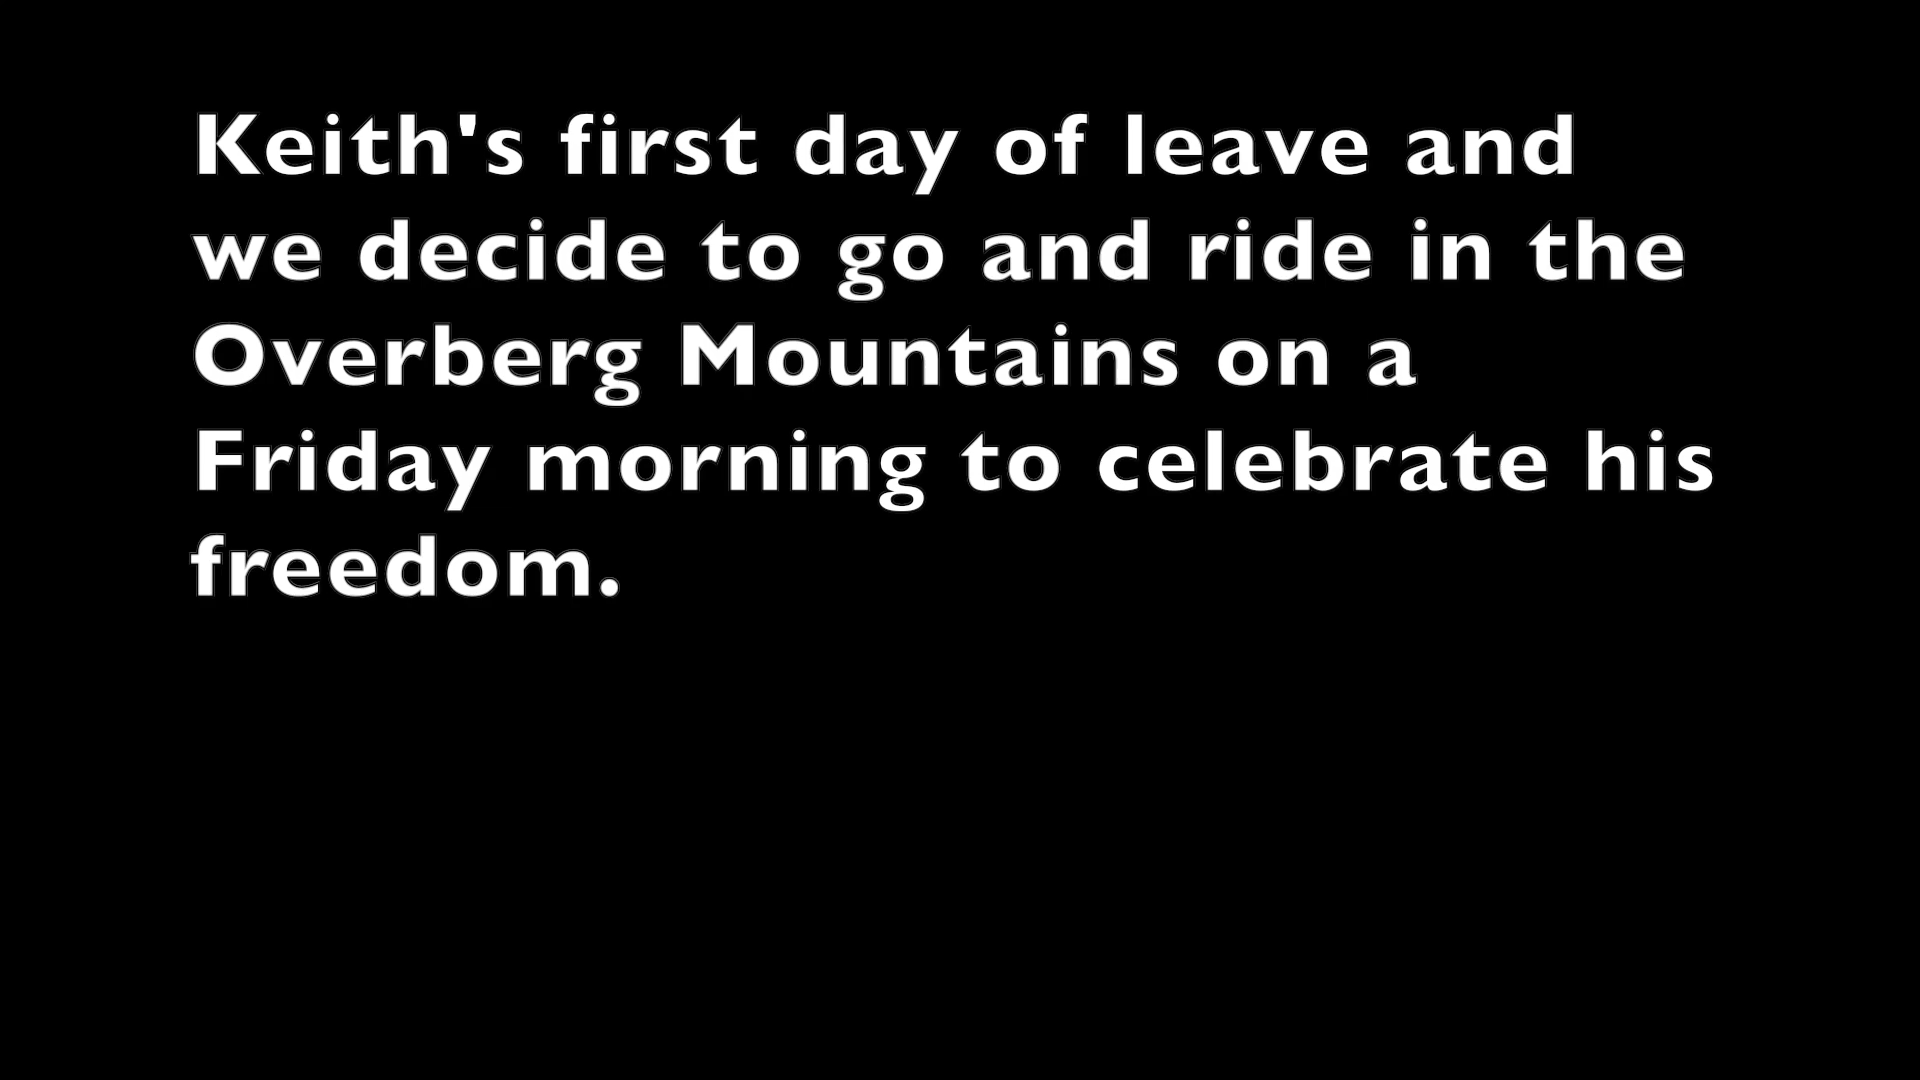 Keith's first day of leave and
we decide to go and ride in the
Overberg Mountains on a
Friday morning to celebrate his
freedom.